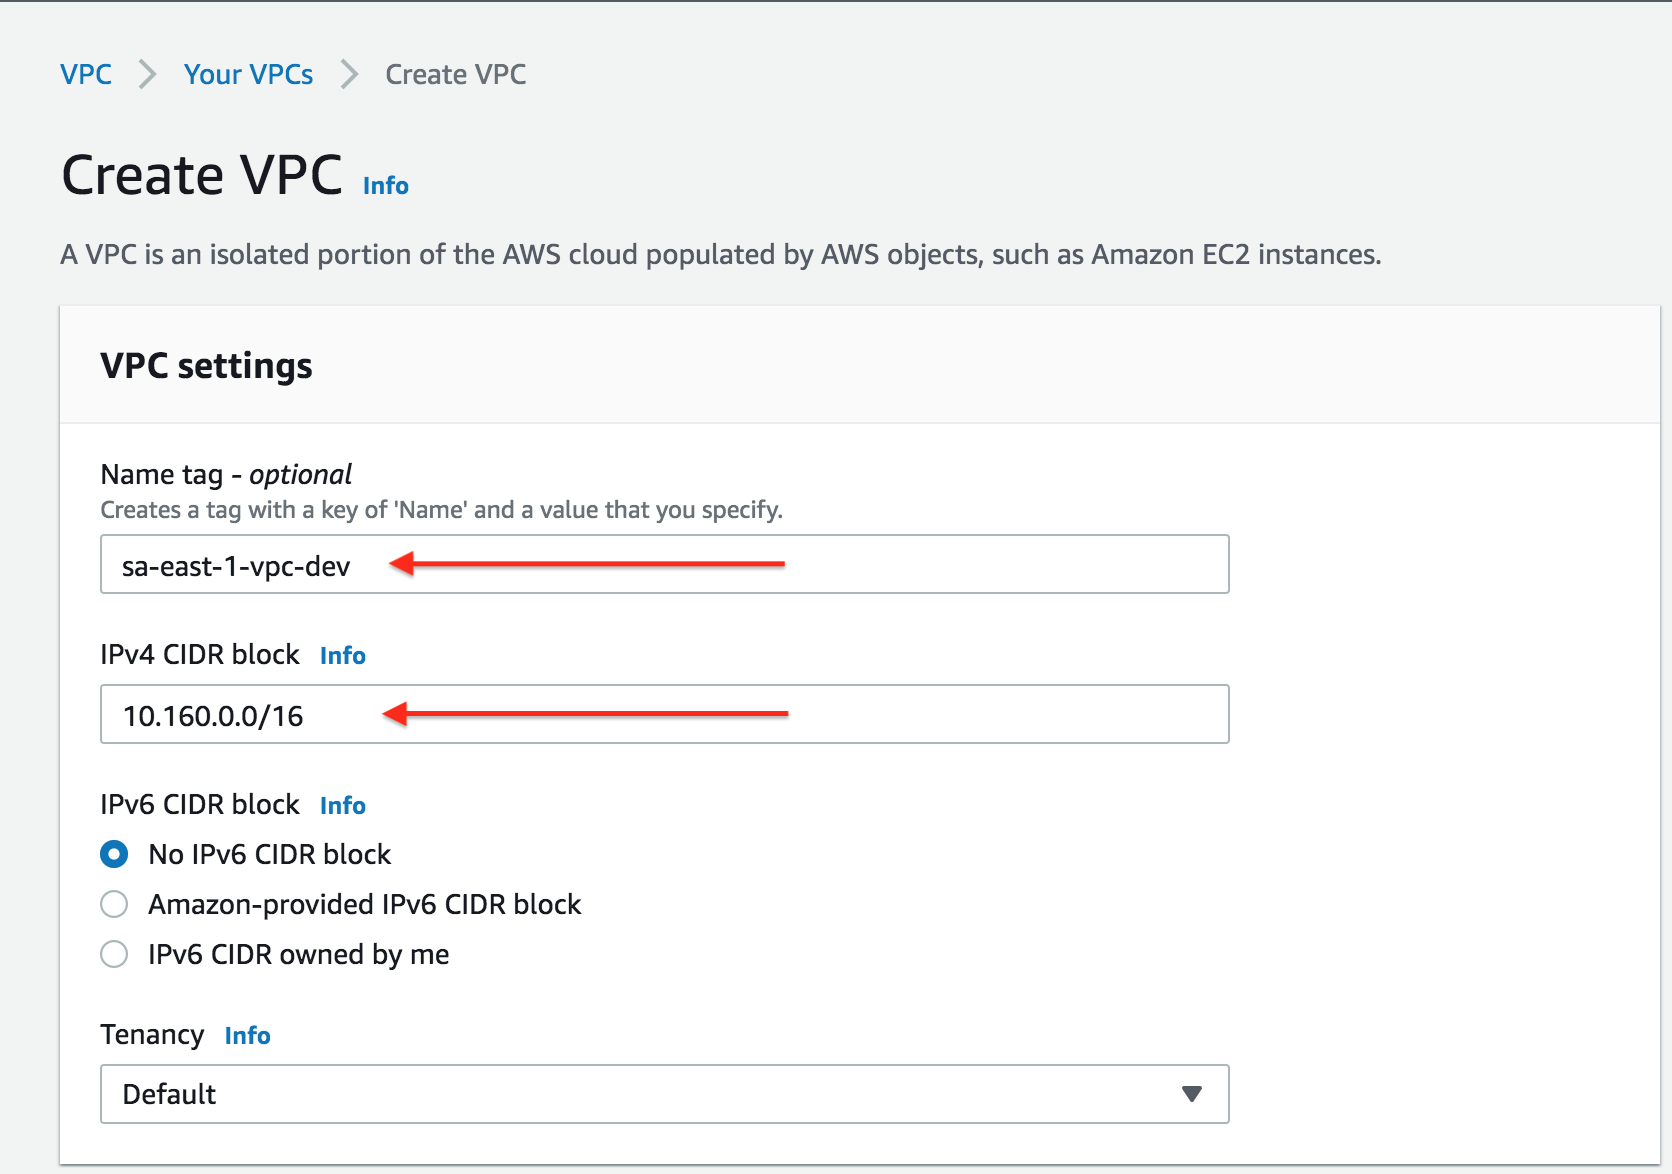 VPC > Your VPCs > Create VPC
Create VPC Info
A VPC is an isolated portion of the AWS cloud populated by AWS objects, such as Amazon EC2 instances.
VPC settings
Name tag - optional
Creates a tag with a key of 'Name' and a value that you specify.
sa-east-1-vpc-dev
IPv4 CIDR block Info
10.160.0.0/16
IPv6 CIDR block Info
No IPv6 CIDR block
Amazon-provided IPv6 CIDR block
IPv6 CIDR owned by me
Tenancy Info
Default